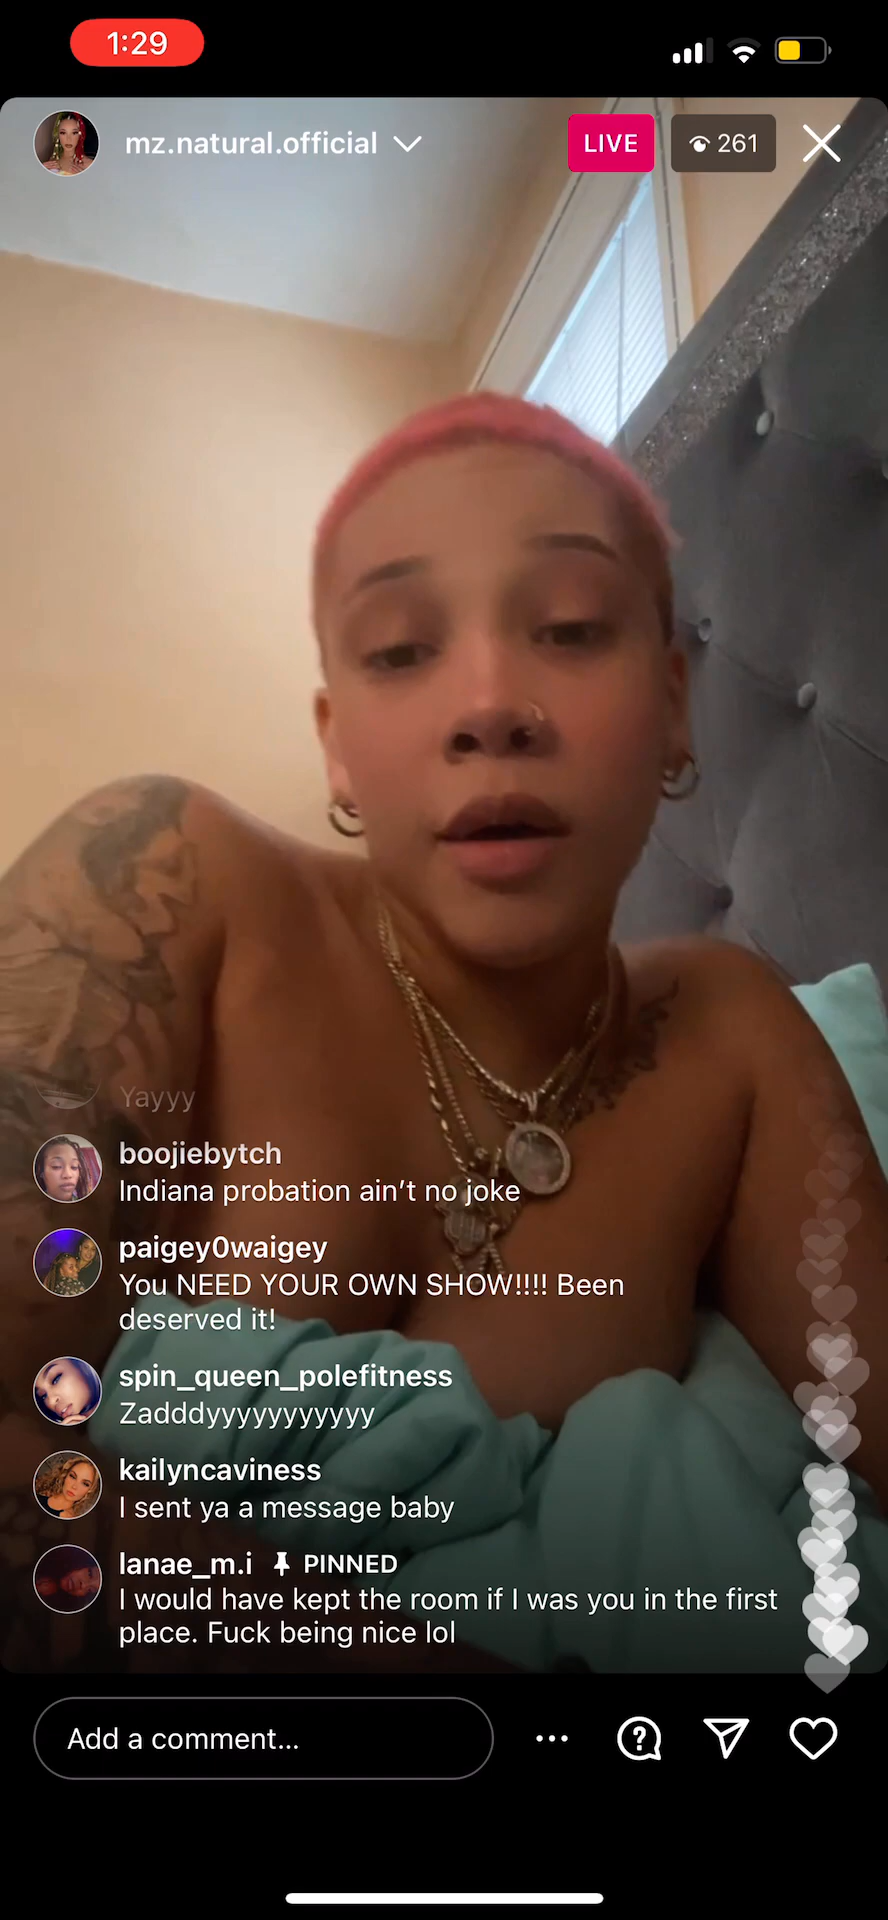 1:29
mz.natural.official
LIVE
261
Yayyy
boojiebytch
Indiana probation ain't no joke
paigey0waigey
You NEED YOUR OWN SHOW!!!! Been
deserved it!
spin_queen_polefitness
Zadddyyyyyyyyyyy
kailyncaviness
I sent ya a message baby
lanae_m.i PINNED
I would have kept the room if I was you in the first
place. Fuck being nice lol
Add a comment...